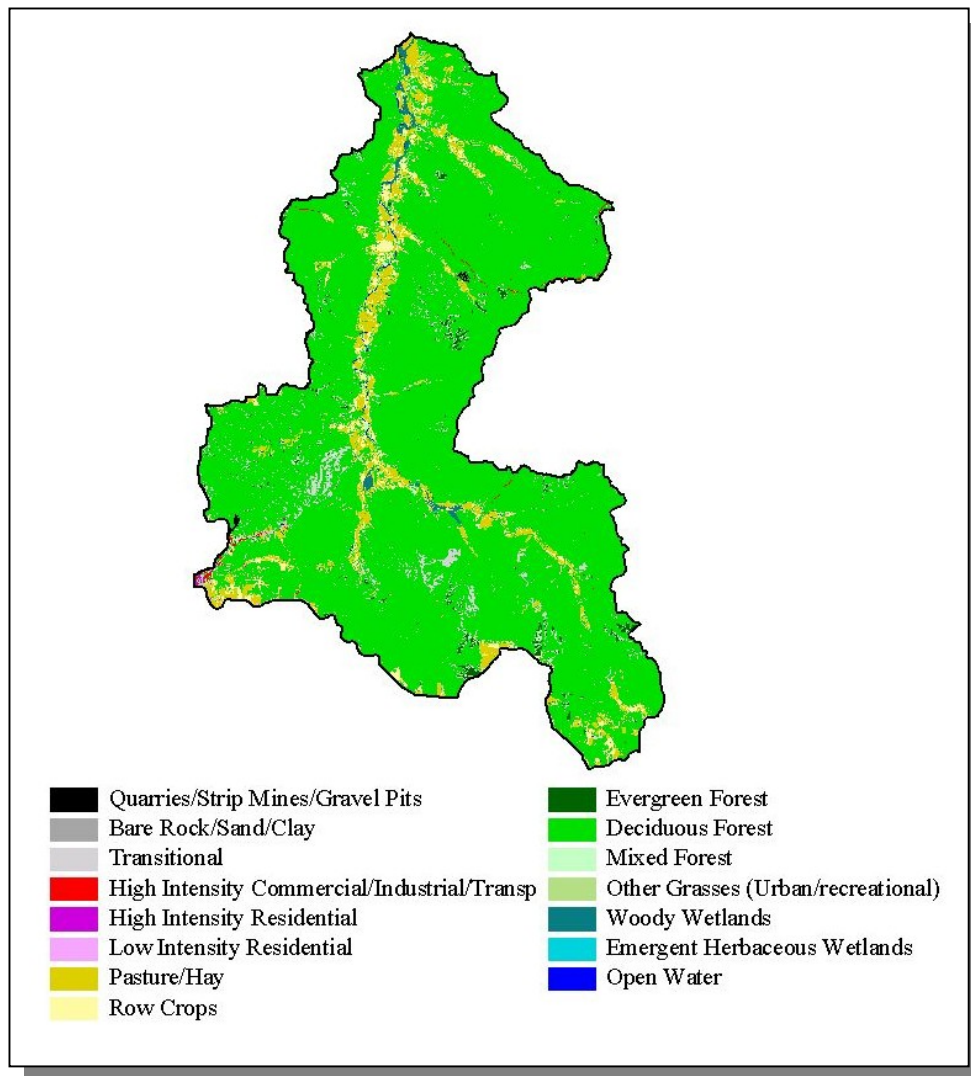 Quarries/Strip Mines/Gravel Pits
Bare Rock/Sand/Clay
Transitional
High Intensity Commercial/Industrial/Transp
High Intensity Residential
Low Intensity Residential
Pasture/Hay
Row Crops
Evergreen Forest
Deciduous Forest
Mixed Forest
Other Grasses (Urban/recreational)
Woody Wetlands
Emergent Herbaceous Wetlands
Open Water